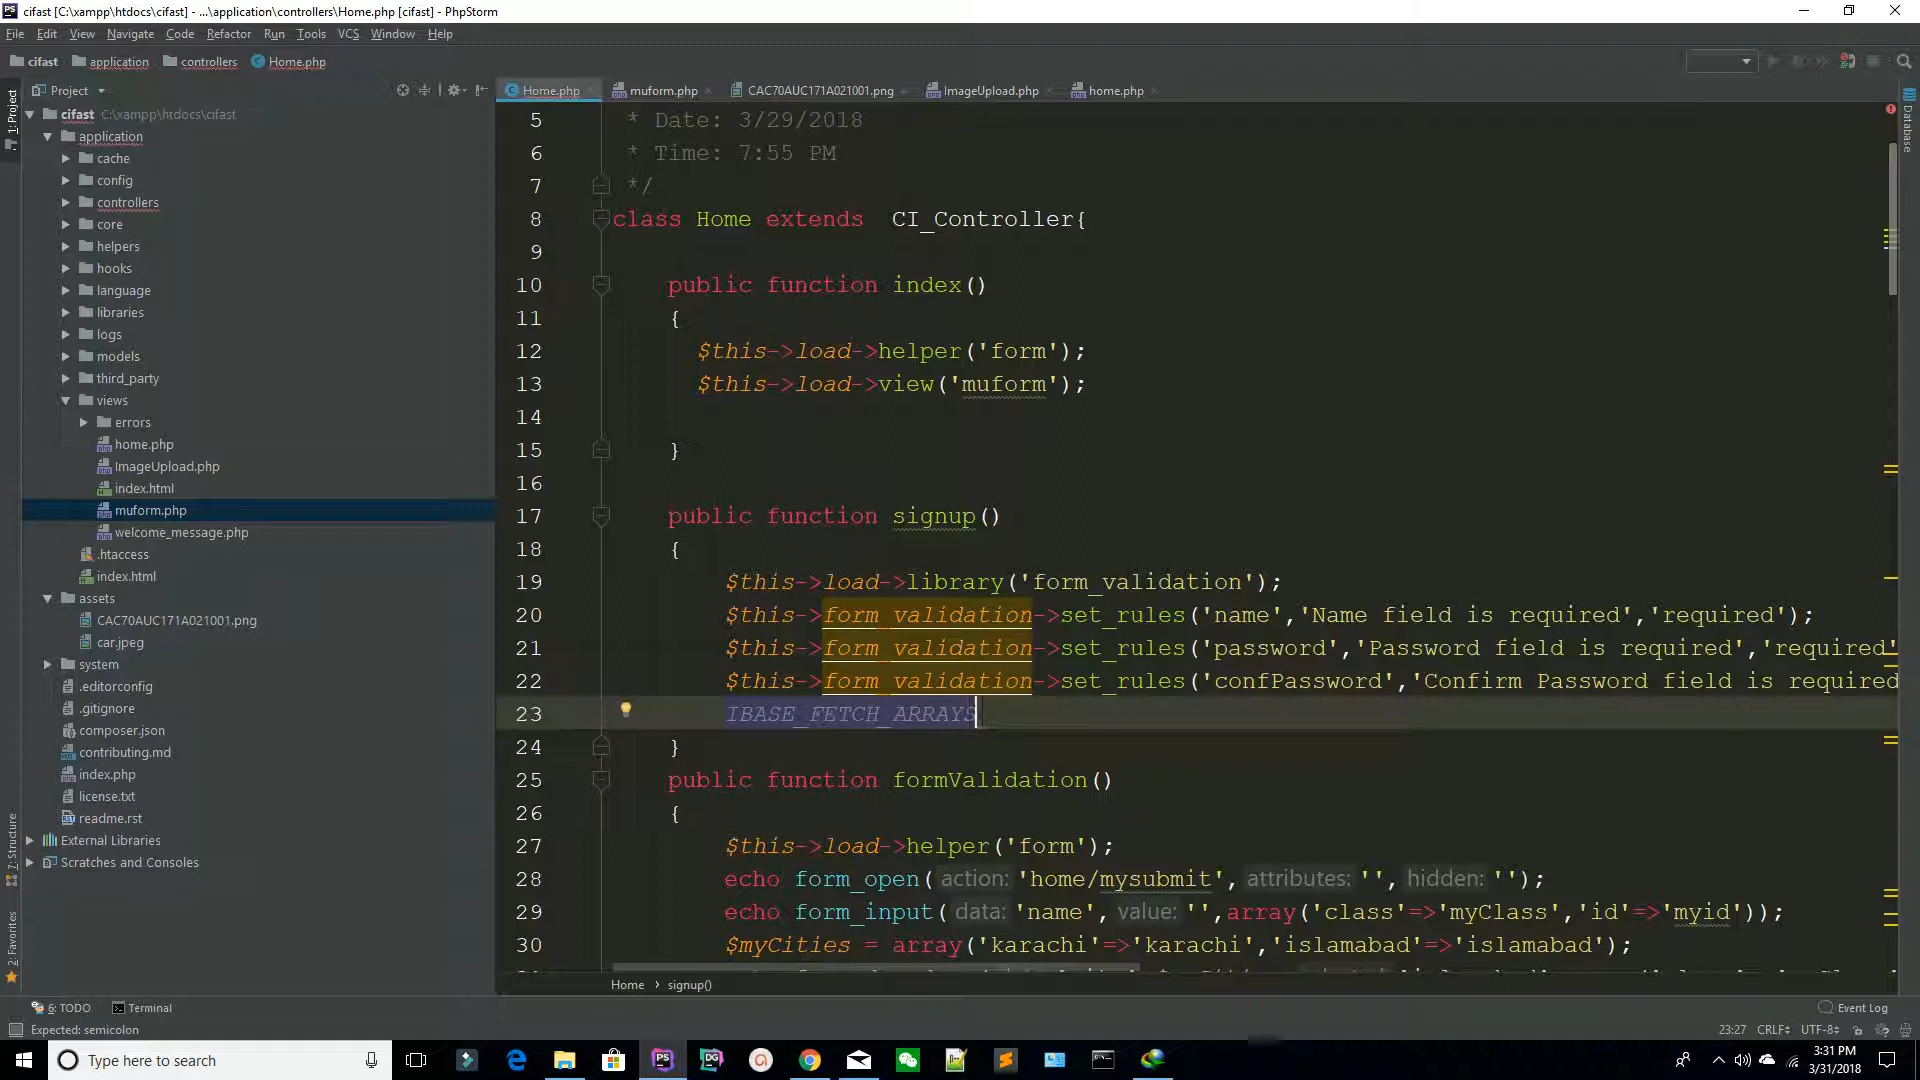 cifast [C:\xampp\htdocs\cifast] - ...\application\controllers\Home.php [cifast] - PhpStorm
File Edit View Navigate Code Refactor Run Tools VCS Window Help
cifast application controllers Home.php
Project
Home.php muform.php CAC70AUC171A021001.png ImageUpload.php home.php
1: Project
Database
cifast C:\xampp\htdocs\cifast
application
cache
config
controllers
core
helpers
hooks
language
libraries
logs
models
third_party
views
errors
home.php
ImageUpload.php
index.html
muform.php
welcome_message.php
.htaccess
index.html
assets
CAC70AUC171A021001.png
car.jpeg
system
.editorconfig
.gitignore
composer.json
contributing.md
index.php
license.txt
readme.rst
External Libraries
Scratches and Consoles
7: Structure
2: Favorites
5 * Date: 3/29/2018
6 * Time: 7:55 PM
7 */
8 class Home extends  CI_Controller{
9
10 public function index()
11 {
12 $this->load->helper('form');
13 $this->load->view('muform');
14
15 }
16
17 public function signup()
18 {
19 $this->load->library('form_validation');
20 $this->form_validation->set_rules('name','Name field is required','required');
21 $this->form_validation->set_rules('password','Password field is required','required'
22 $this->form_validation->set_rules('confPassword','Confirm Password field is required
23 IBASE_FETCH_ARRAYS
24 }
25 public function formValidation()
26 {
27 $this->load->helper('form');
28 echo form_open( action: 'home/mysubmit', attributes: '', hidden: '');
29 echo form_input( data: 'name', value: '',array('class'=>'myClass','id'=>'myid'));
30 $myCities = array('karachi'=>'karachi','islamabad'=>'islamabad');
Home › signup()
6: TODO Terminal Event Log
Expected: semicolon 23:27 CRLF UTF-8
Type here to search
PS DG
3:31 PM
3/31/2018